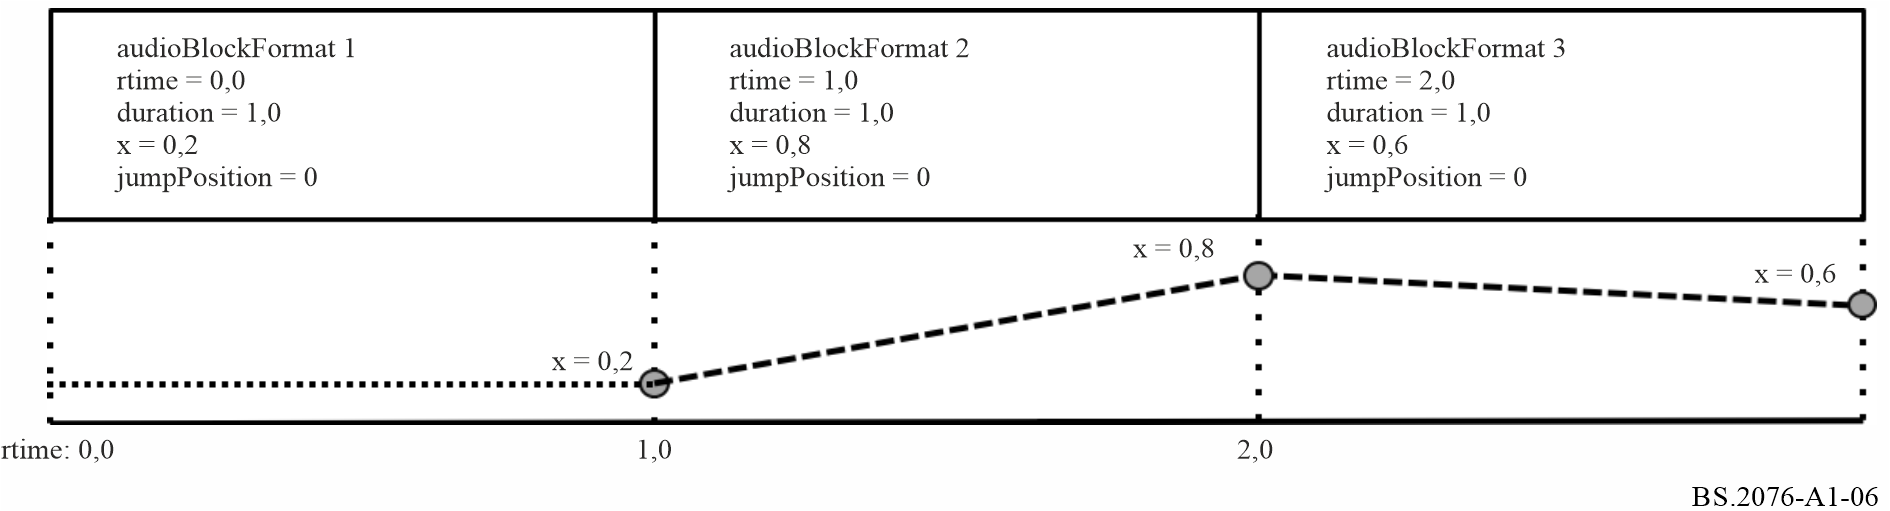 audioBlockFormat 1
rtime = 0,0
duration = 1,0
x = 0,2
jumpPosition = 0
audioBlockFormat 2
rtime = 1,0
duration = 1,0
x = 0,8
jumpPosition = 0
audioBlockFormat 3
rtime = 2,0
duration = 1,0
x = 0,6
jumpPosition = 0
x = 0,8
x = 0,6
x = 0,2
rtime: 0,0
1,0
2,0
BS.2076-A1-06